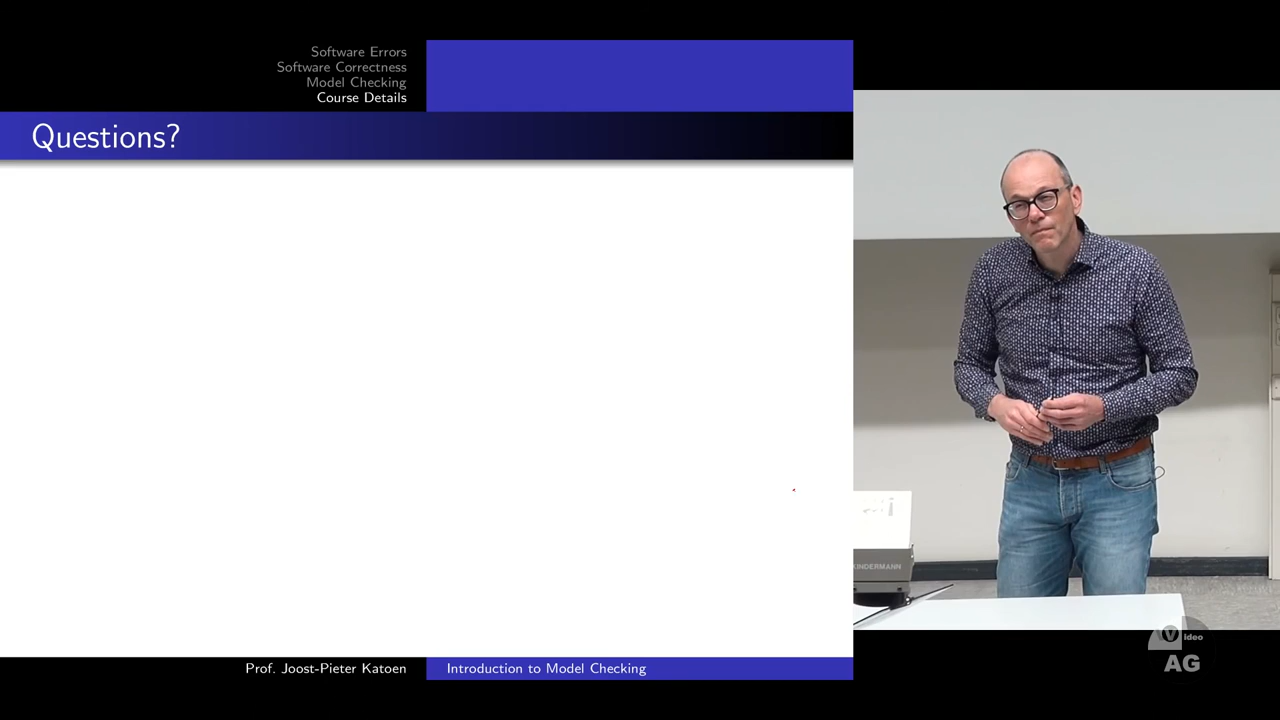 Software Errors
Software Correctness
Model Checking
Course Details
Questions?
KINDERMANN
Prof. Joost-Pieter Katoen
Introduction to Model Checking
Video
AG